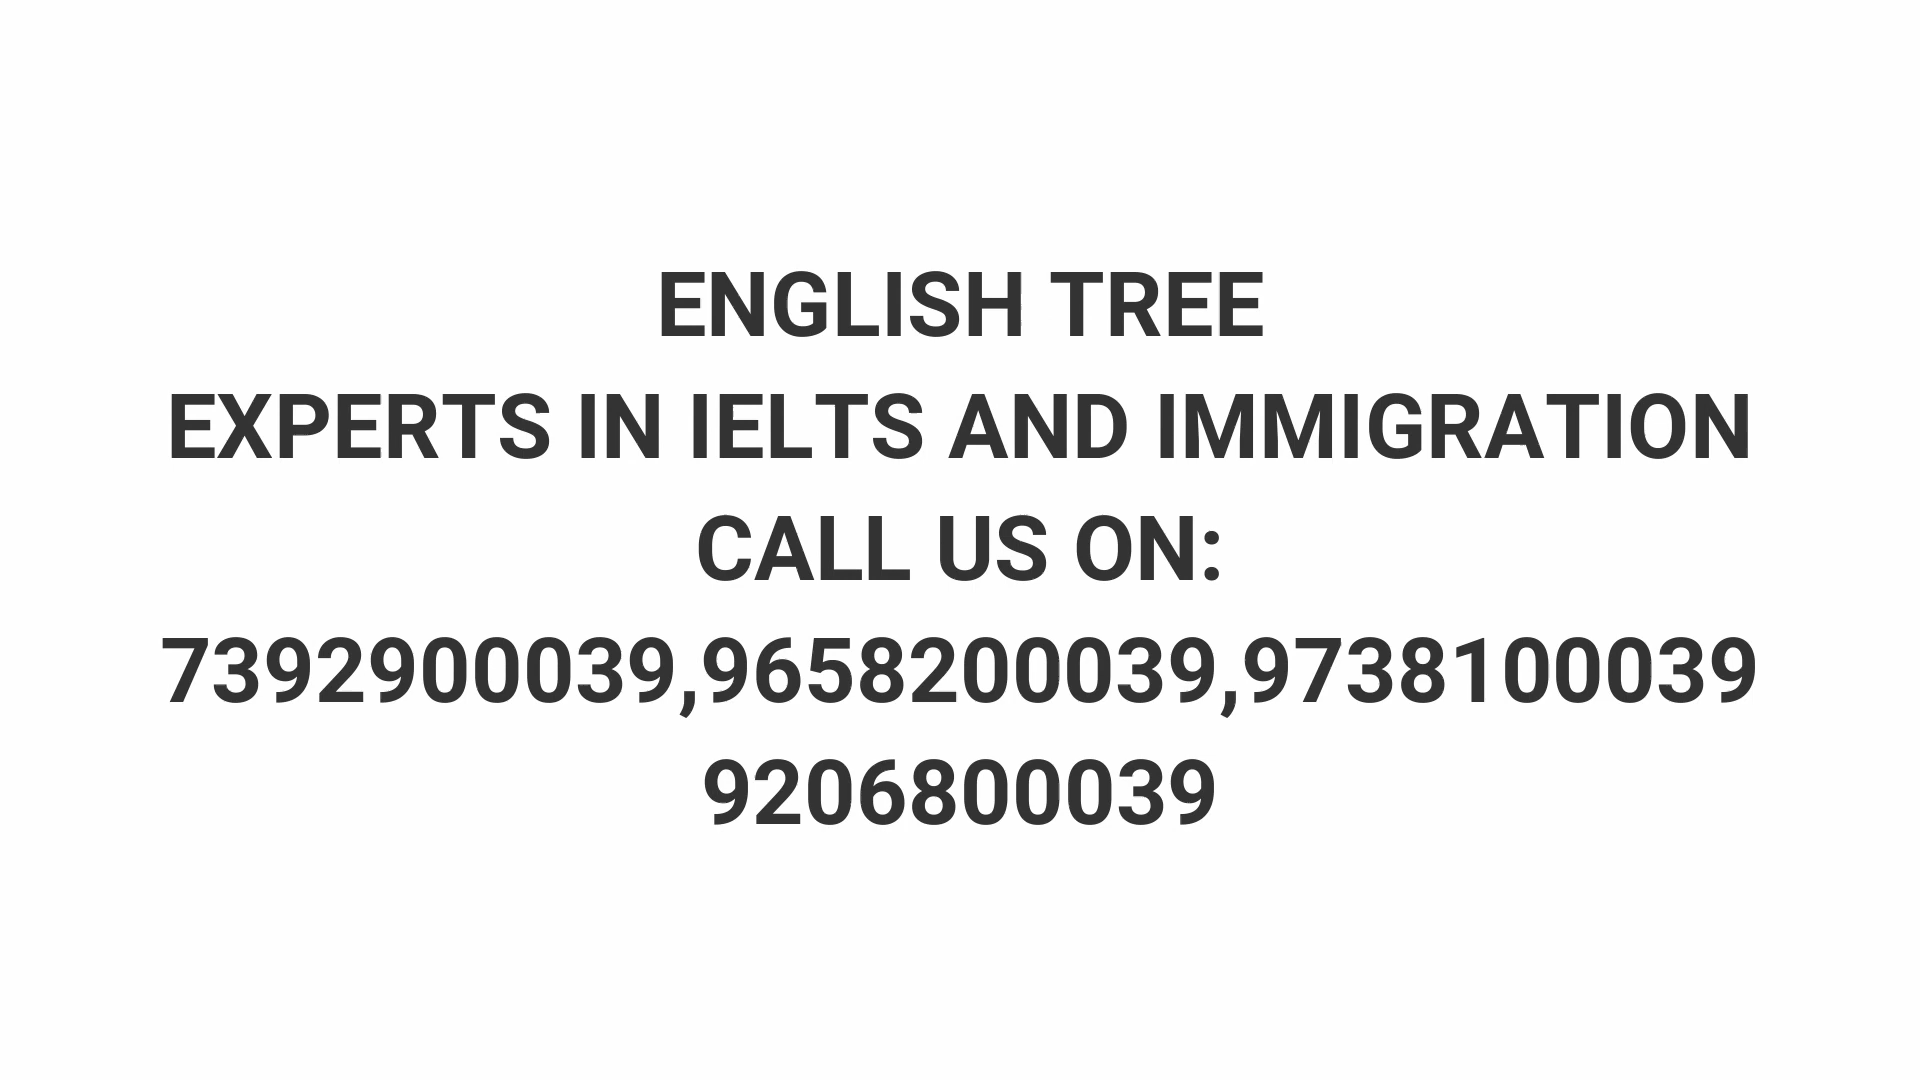 ENGLISH TREE
EXPERTS IN IELTS AND IMMIGRATION
CALL US ON:
7392900039,9658200039,9738100039
9206800039